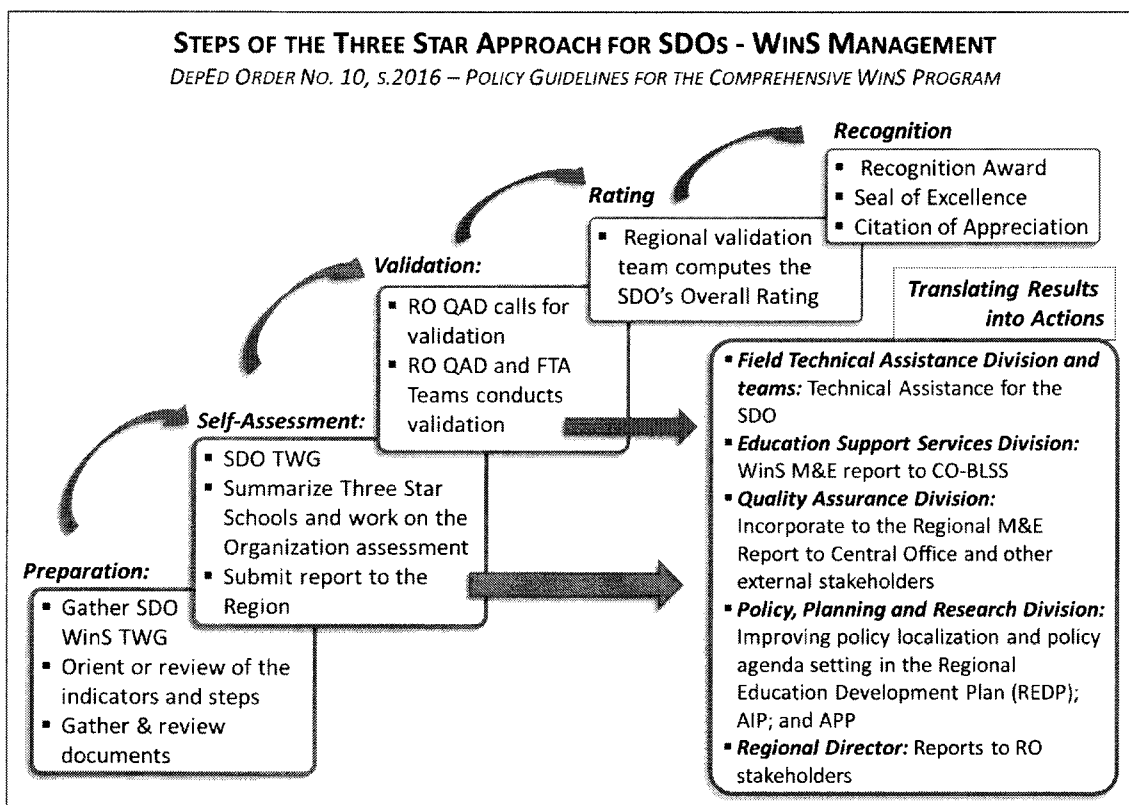 STEPS OF THE THREE STAR APPROACH FOR SDOS - WINS MANAGEMENT
DEPED ORDER NO. 10, S.2016 – POLICY GUIDELINES FOR THE COMPREHENSIVE WINS PROGRAM
Recognition
▪ Recognition Award
▪ Seal of Excellence
▪ Citation of Appreciation
Rating
▪ Regional validation
team computes the
SDO's Overall Rating
Validation:
▪ RO QAD calls for
validation
▪ RO QAD and FTA
Teams conducts
validation
Self-Assessment:
▪ SDO TWG
▪ Summarize Three Star
Schools and work on the
Organization assessment
▪ Submit report to the
Region
Preparation:
▪ Gather SDO
WinS TWG
▪ Orient or review of the
indicators and steps
▪ Gather & review
documents
Translating Results
into Actions
▪ Field Technical Assistance Division and
teams: Technical Assistance for the
SDO
▪ Education Support Services Division:
WinS M&E report to CO-BLSS
▪ Quality Assurance Division:
Incorporate to the Regional M&E
Report to Central Office and other
external stakeholders
▪ Policy, Planning and Research Division:
Improving policy localization and policy
agenda setting in the Regional
Education Development Plan (REDP);
AIP; and APP
▪ Regional Director: Reports to RO
stakeholders